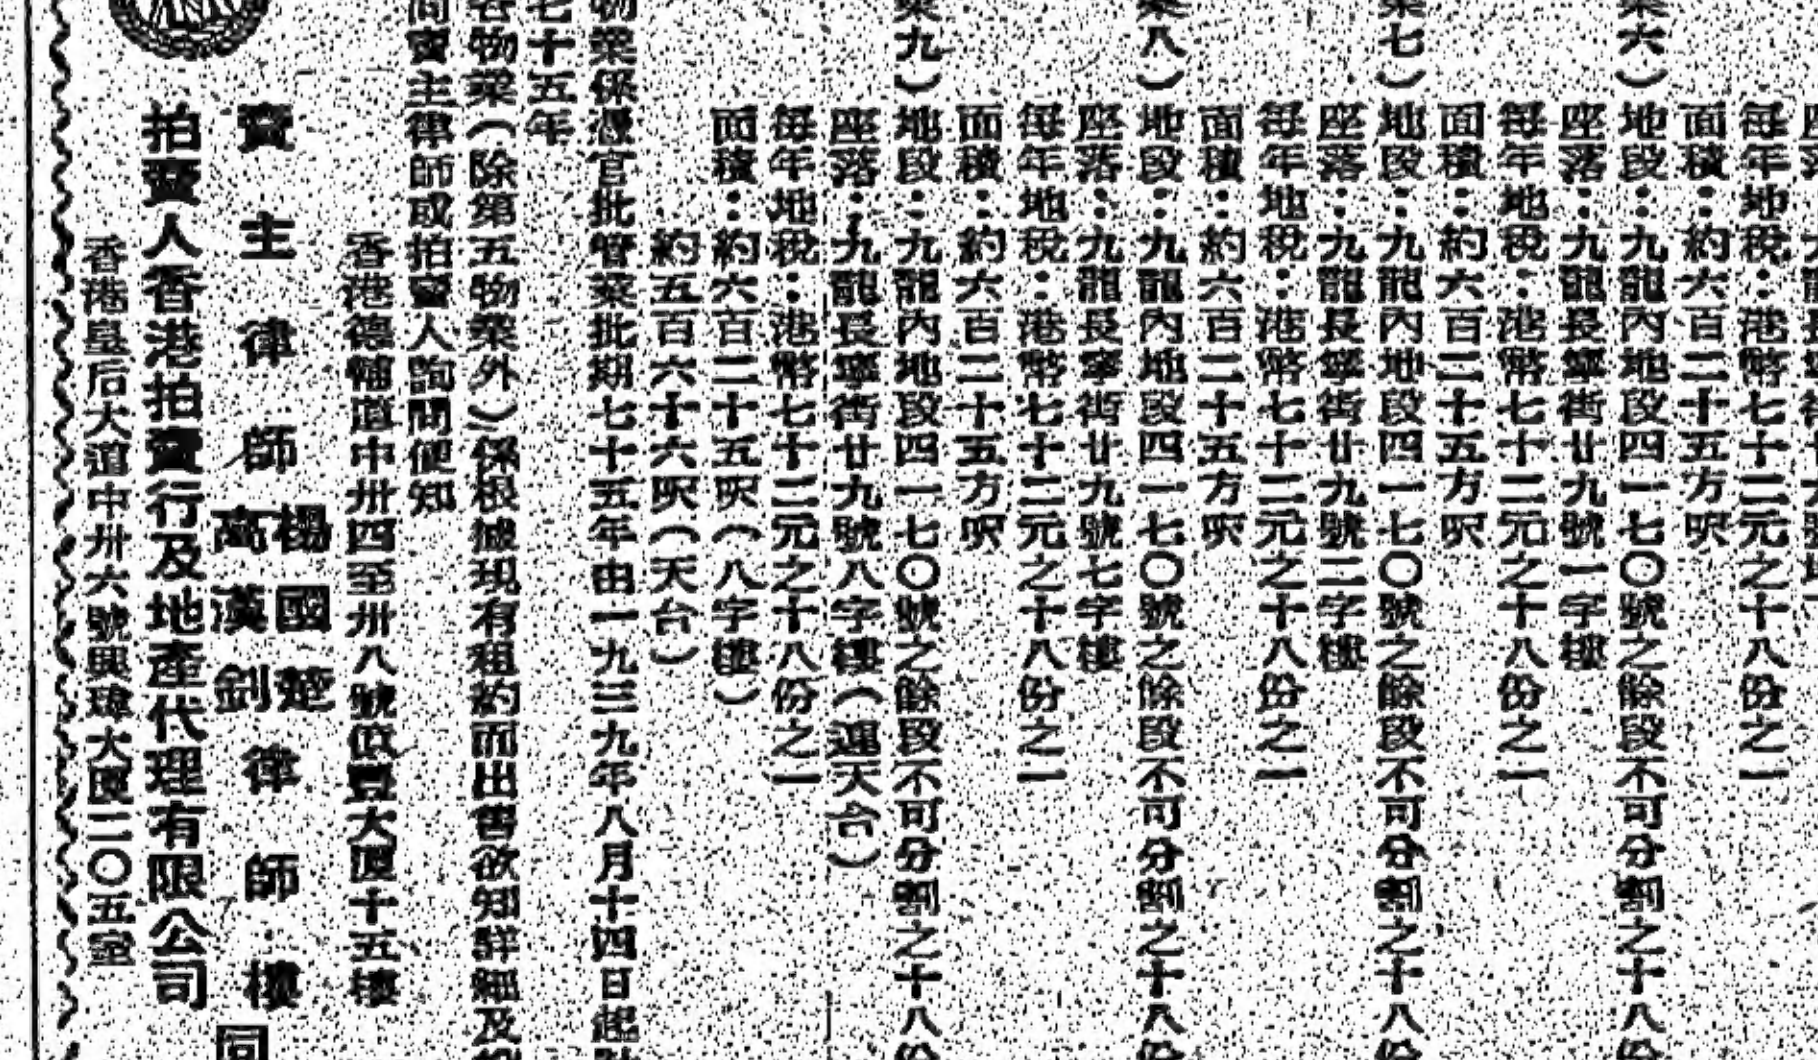 每年地稅：港幣七十二元之十八份之一
面積：約六百二十五方呎
業六）地段：九龍內地段四一七〇號之餘段不可分割之十八份
座落：九龍長寧街廿九號一字樓
每年地稅：港幣七十二元之十八份之一
面積：約六百二十五方呎
業七）地段：九龍內地段四一七〇號之餘段不可分割之十八份
座落：九龍長寧街廿九號二字樓
每年地稅：港幣七十二元之十八份之一
面積：約六百二十五方呎
業八）地段：九龍內地段四一七〇號之餘段不可分割之十八份
座落：九龍長寧街廿九號七字樓
每年地稅：港幣七十二元之十八份之一
面積：約六百二十五方呎
業九）地段：九龍內地段四一七〇號之餘段不可分割之十八份
座落：九龍長寧街廿九號八字樓（連天台）
每年地稅：港幣七十二元之十八份之一
面積：約六百二十五呎（八字樓）
約五百六十六呎（天台）
物業係憑官批管業批期七十五年由一九三九年八月十四日起計
七十五年
各物業（除第五物業外）係根據現有租約而出售欲知詳細及
向賣主律師或拍賣人詢問便知
香港德輔道中卅四至卅八號低豐大廈十五樓
賣主律師 楊國楚 高漢釗 律師樓 同
拍賣人香港拍賣行及地產代理有限公司
香港皇后大道中卅六號興瑋大廈二〇五室